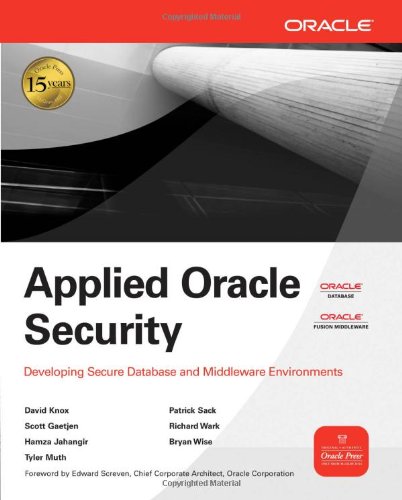 Copyrighted Material
ORACLE
Oracle Press
15 years
Applied Oracle
Security
ORACLE
DATABASE
ORACLE
FUSION MIDDLEWARE
Developing Secure Database and Middleware Environments
David Knox
Scott Gaetjen
Hamza Jahangir
Tyler Muth
Patrick Sack
Richard Wark
Bryan Wise
Oracle Press
Foreword by Edward Screven, Chief Corporate Architect, Oracle Corporation
Copyrighted Material